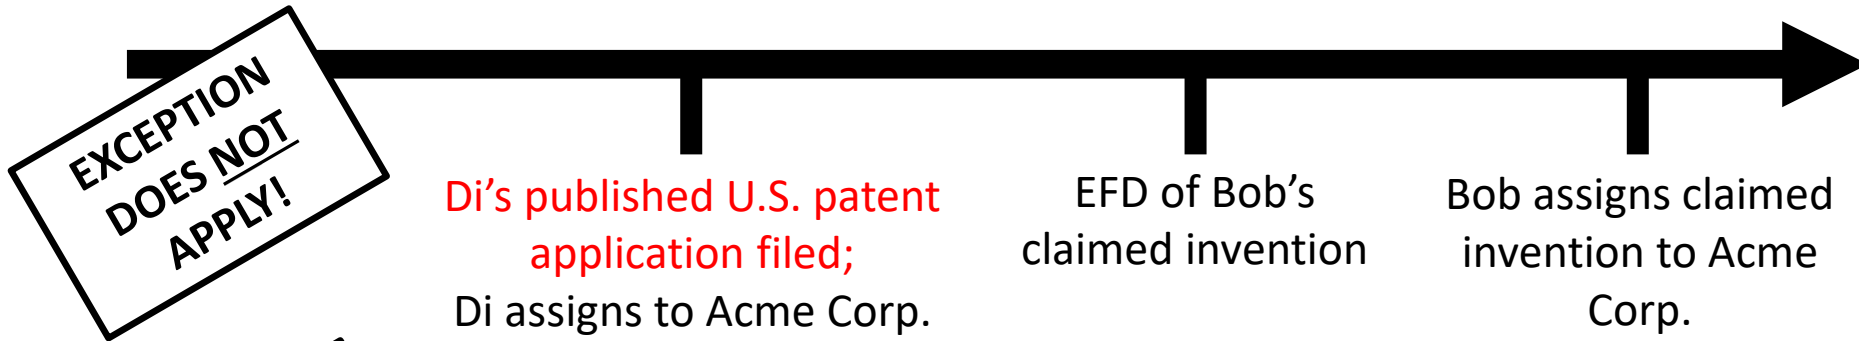 EXCEPTION
DOES NOT
APPLY!
Di’s published U.S. patent
application filed;
Di assigns to Acme Corp.
EFD of Bob’s
claimed invention
Bob assigns claimed
invention to Acme
Corp.